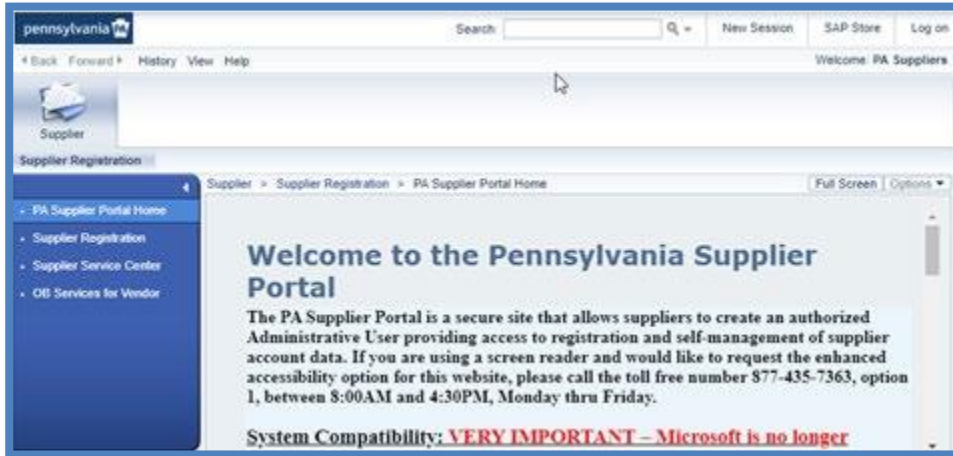 pennsylvania PA
Search:
New Session
SAP Store
Log on
Back Forward History View Help
Welcome: PA Suppliers
Supplier
Supplier Registration
Supplier > Supplier Registration > PA Supplier Portal Home
Full Screen
Options
PA Supplier Portal Home
Supplier Registration
Supplier Service Center
OB Services for Vendor
Welcome to the Pennsylvania Supplier
Portal
The PA Supplier Portal is a secure site that allows suppliers to create an authorized
Administrative User providing access to registration and self-management of supplier
account data. If you are using a screen reader and would like to request the enhanced
accessibility option for this website, please call the toll free number 877-435-7363, option
1, between 8:00AM and 4:30PM, Monday thru Friday.
System Compatibility: VERY IMPORTANT – Microsoft is no longer